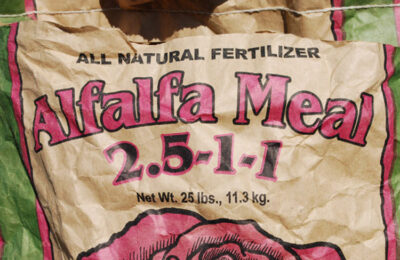 ALL NATURAL FERTILIZER
Alfalfa Meal
2.5-1-1
Net Wt. 25 lbs., 11.3 kg.